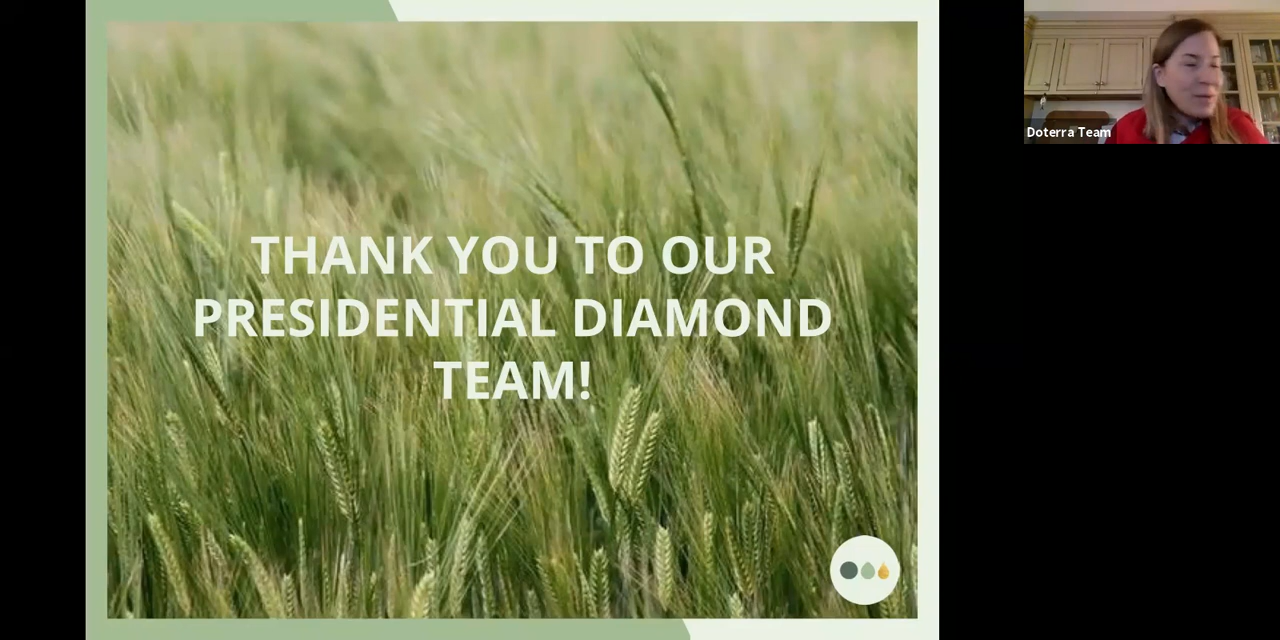 THANK YOU TO OUR
PRESIDENTIAL DIAMOND
TEAM!
Doterra Team